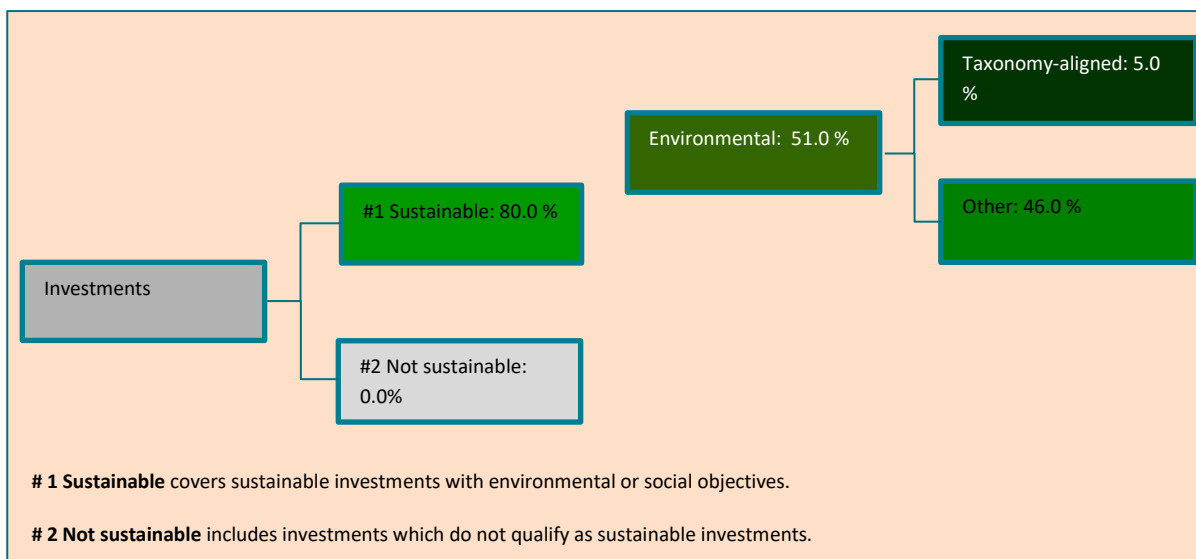 Taxonomy-aligned: 5.0
%
Environmental:  51.0 %
#1 Sustainable: 80.0 %
Other: 46.0 %
Investments
#2 Not sustainable:
0.0%
# 1 Sustainable covers sustainable investments with environmental or social objectives.
# 2 Not sustainable includes investments which do not qualify as sustainable investments.